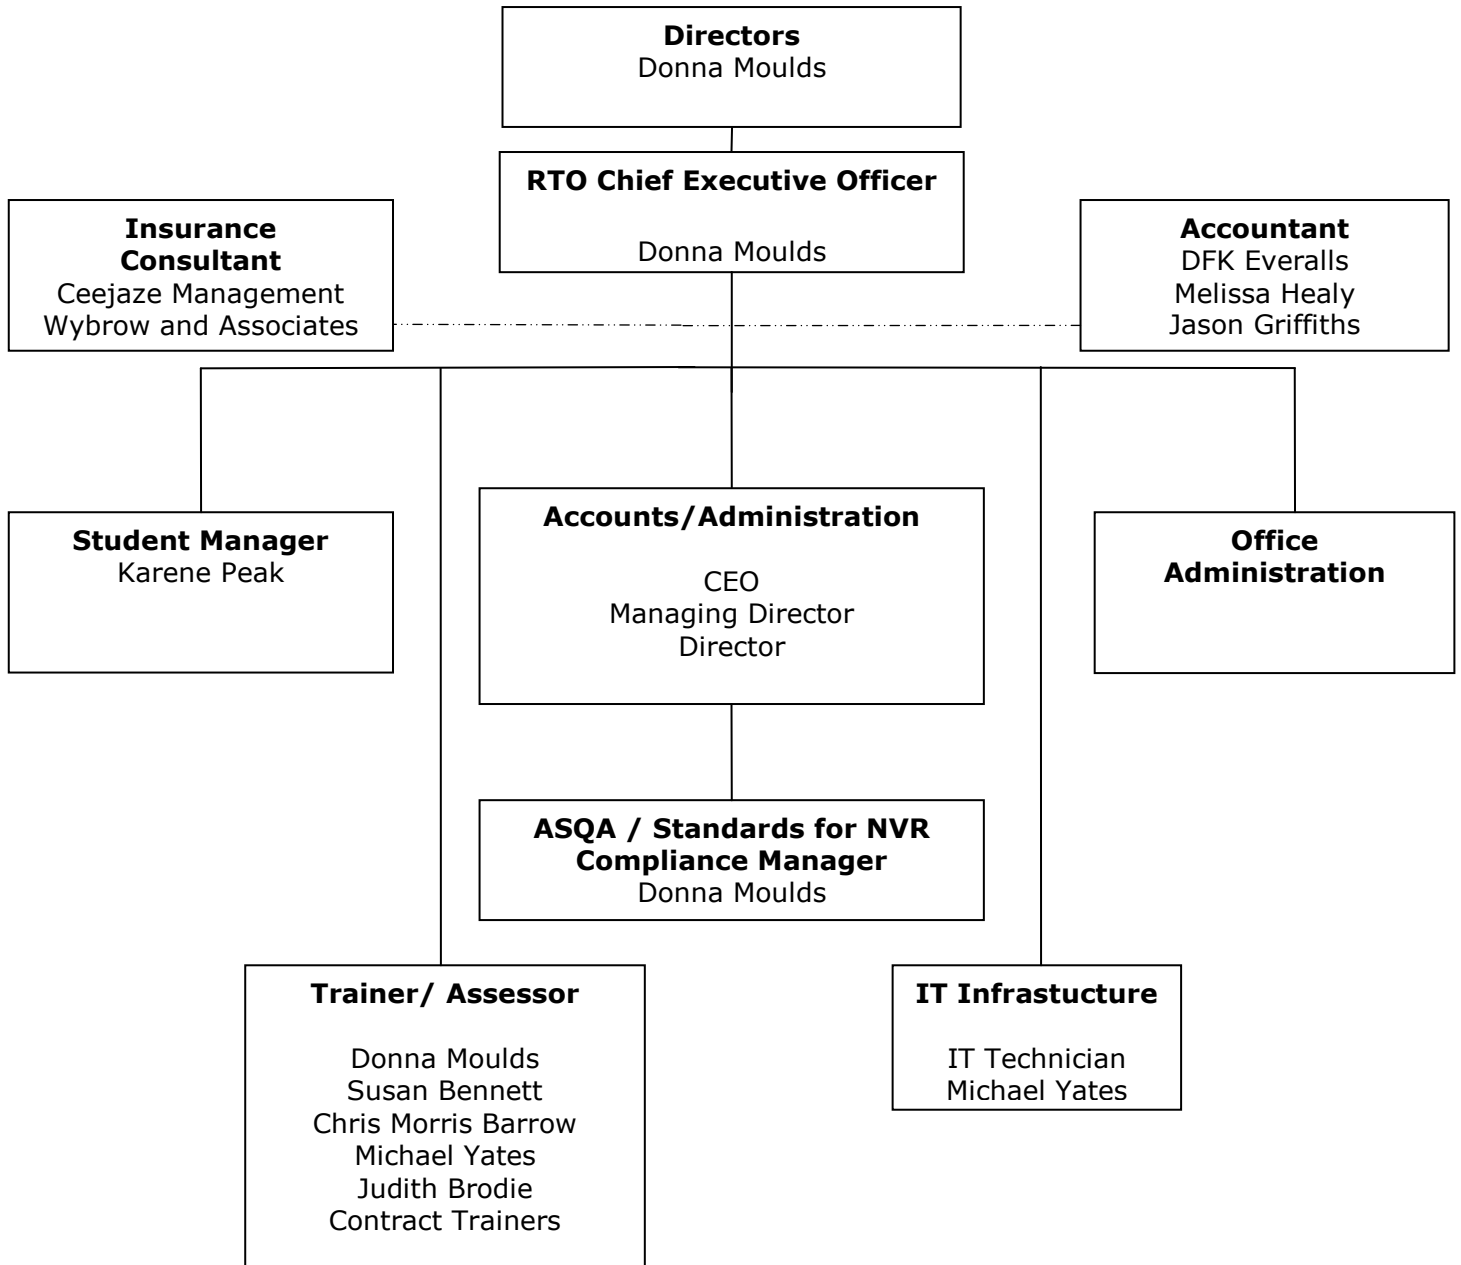 Directors
Donna Moulds
RTO Chief Executive Officer
Donna Moulds
Insurance
Consultant
Ceejaze Management
Wybrow and Associates
Accountant
DFK Everalls
Melissa Healy
Jason Griffiths
Student Manager
Karene Peak
Accounts/Administration
CEO
Managing Director
Director
Office
Administration
ASQA / Standards for NVR
Compliance Manager
Donna Moulds
Trainer/ Assessor
Donna Moulds
Susan Bennett
Chris Morris Barrow
Michael Yates
Judith Brodie
Contract Trainers
IT Infrastucture
IT Technician
Michael Yates